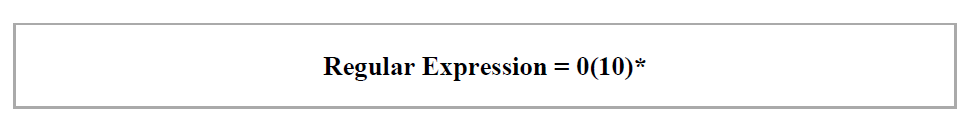 Regular Expression = 0(10)*